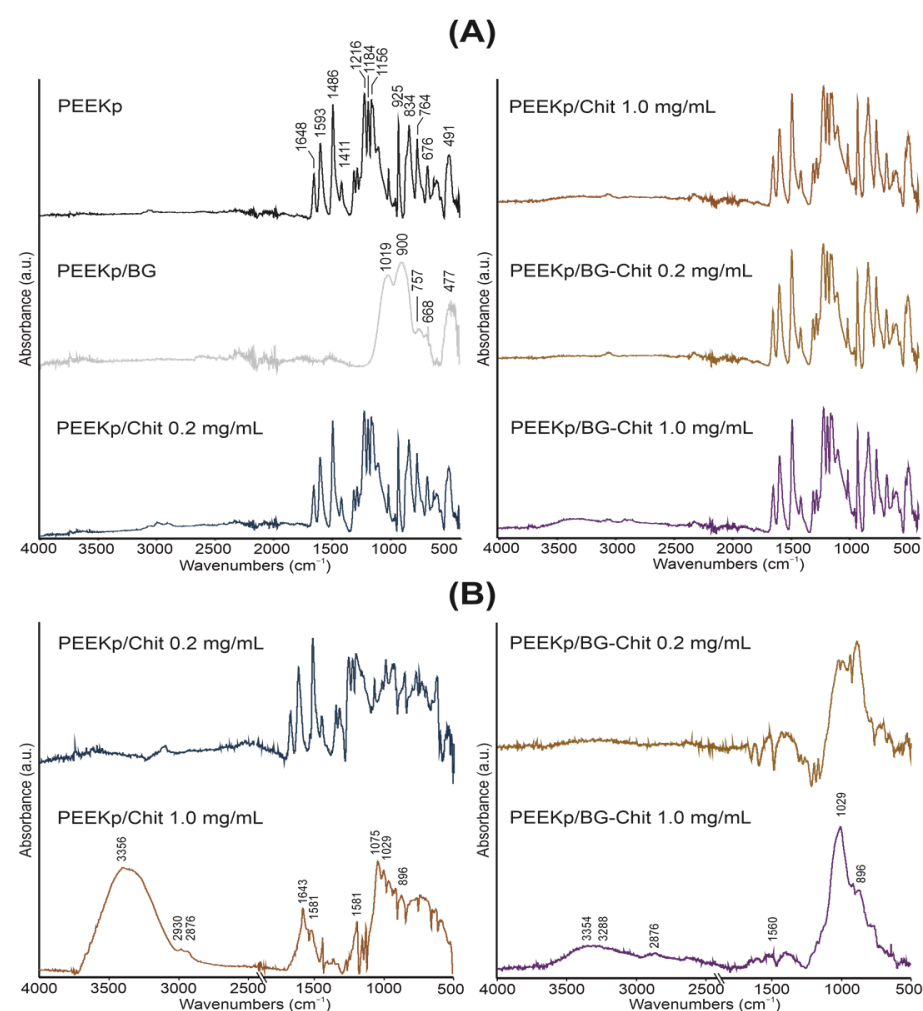 (A)
PEEKp
1648
1593
1486
1411
1216
1184
1156
925
834
764
676
491
PEEKp/BG
1019
900
757
668
477
PEEKp/Chit 0.2 mg/mL
Absorbance (a.u.)
4000 3000 2000 1500 1000 500
Wavenumbers (cm⁻¹)
PEEKp/Chit 1.0 mg/mL
PEEKp/BG-Chit 0.2 mg/mL
PEEKp/BG-Chit 1.0 mg/mL
Absorbance (a.u.)
4000 3000 2500 2000 1500 1000 500
Wavenumbers (cm⁻¹)
(B)
PEEKp/Chit 0.2 mg/mL
PEEKp/Chit 1.0 mg/mL
3356
2930
2876
1643
1581
1581
1075
1029
896
Absorbance (a.u.)
4000 3500 3000 2500 1500 1000 500
Wavenumbers (cm⁻¹)
PEEKp/BG-Chit 0.2 mg/mL
PEEKp/BG-Chit 1.0 mg/mL
3354
3288
2876
1560
1029
896
Absorbance (a.u.)
4000 3500 3000 2500 1500 1000 500
Wavenumbers (cm⁻¹)